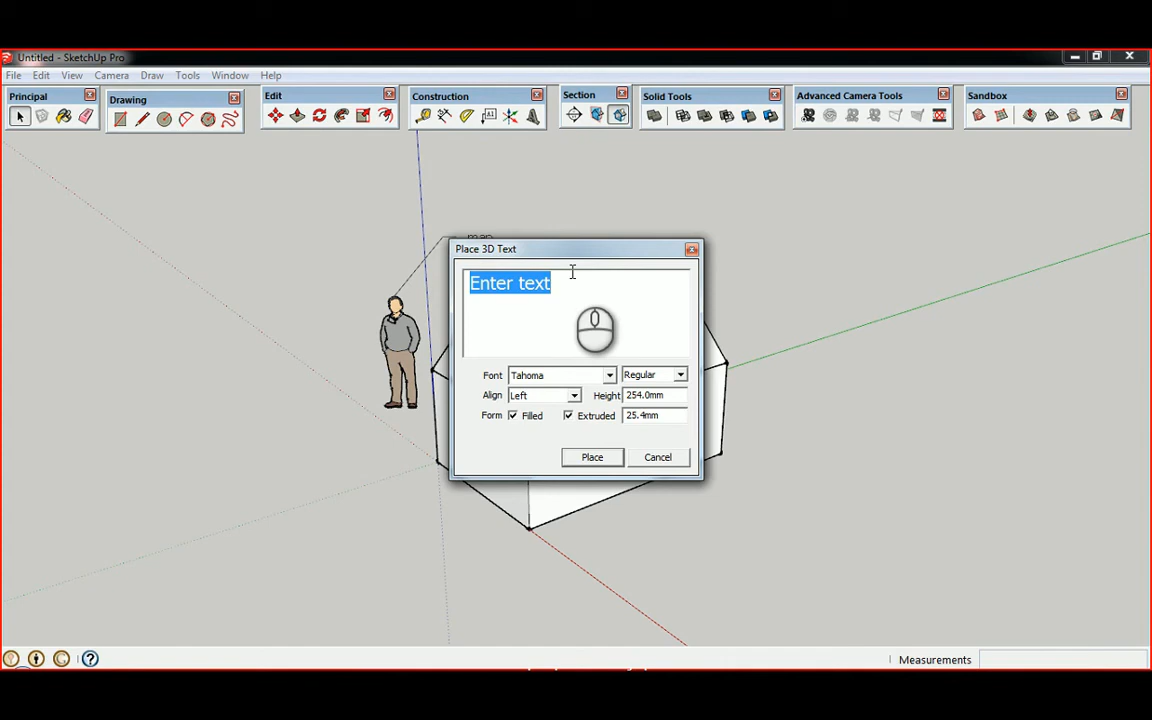 Untitled - SketchUp Pro
File Edit View Camera Draw Tools Window Help
Principal Drawing Edit Construction Section Solid Tools Advanced Camera Tools Sandbox
A1
man
Place 3D Text
Enter text
Font Tahoma Regular
Align Left Height 254.0mm
Form Filled Extruded 25.4mm
Place Cancel
Measurements